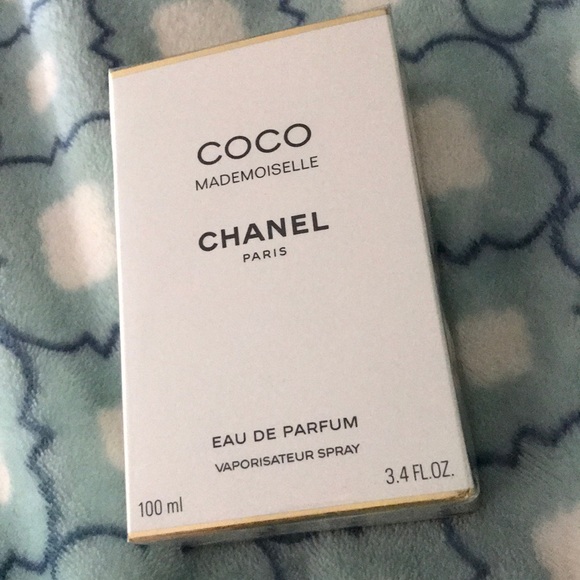 COCO
MADEMOISELLE
CHANEL
PARIS
EAU DE PARFUM
VAPORISATEUR SPRAY
100 ml 3.4 FL.OZ.